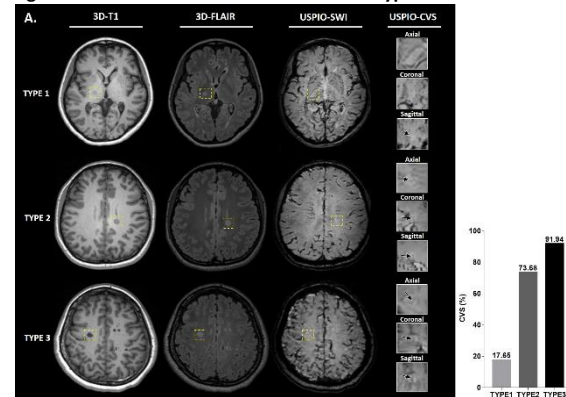 A.
3D-T1 3D-FLAIR USPIO-SWI USPIO-CVS
TYPE 1
Axial
Coronal
Sagittal
TYPE 2
Axial
Coronal
Sagittal
TYPE 3
Axial
Coronal
Sagittal
CVS (%)
100
80
60
40
20
0
17.65
73.68
91.94
TYPE1 TYPE2 TYPE3